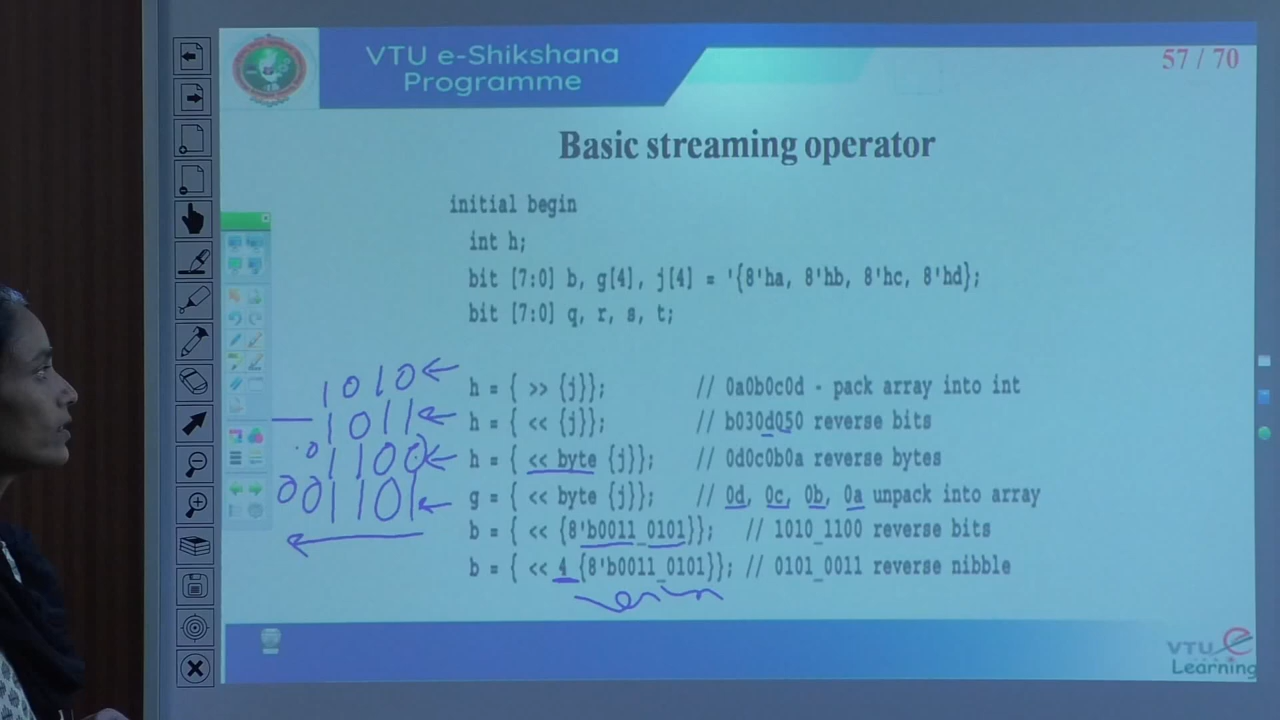 VTU e-Shikshana
Programme
57 / 70
Basic streaming operator
initial begin
int h;
bit [7:0] b, g[4], j[4] = '{8'ha, 8'hb, 8'hc, 8'hd};
bit [7:0] q, r, s, t;
h = { >> {j}}; // 0a0b0c0d - pack array into int
h = { << {j}}; // b030d050 reverse bits
h = { << byte {j}}; // 0d0c0b0a reverse bytes
g = { << byte {j}}; // 0d, 0c, 0b, 0a unpack into array
b = { << {8'b0011_0101}}; // 1010_1100 reverse bits
b = { << 4 {8'b0011_0101}}; // 0101_0011 reverse nibble
1010
1011
01100
001101
VTU e
Learning